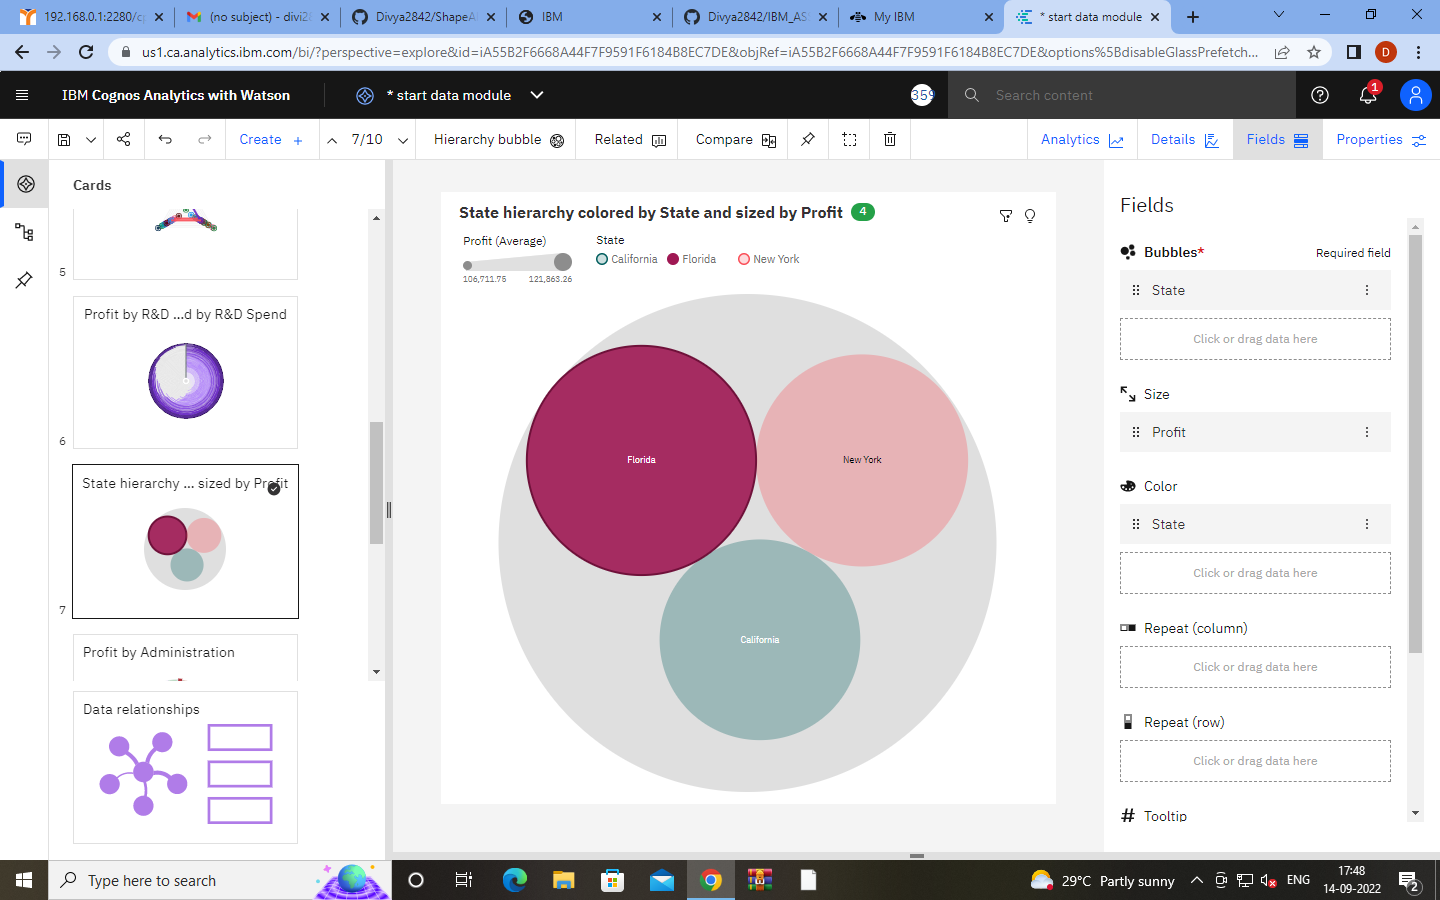 192.168.0.1:2280/cp
(no subject) - divi28
Divya2842/ShapeA
IBM
Divya2842/IBM_AS
My IBM
* start data module
us1.ca.analytics.ibm.com/bi/?perspective=explore&id=iA55B2F6668A44F7F9591F6184B8EC7DE&objRef=iA55B2F6668A44F7F9591F6184B8EC7DE&options%5BdisableGlassPrefetch...
D
IBM Cognos Analytics with Watson
* start data module
359
Search content
1
Create +
7/10
Hierarchy bubble
Related
Compare
Analytics
Details
Fields
Properties
Cards
5
Profit by R&D ...d by R&D Spend
6
State hierarchy ... sized by Profit
7
Profit by Administration
Data relationships
State hierarchy colored by State and sized by Profit 4
Profit (Average)
106,711.75
121,863.26
State
California
Florida
New York
Florida
New York
California
Fields
Bubbles*
Required field
State
Click or drag data here
Size
Profit
Color
State
Click or drag data here
Repeat (column)
Click or drag data here
Repeat (row)
Click or drag data here
Tooltip
Type here to search
29°C Partly sunny
ENG
17:48
14-09-2022
2